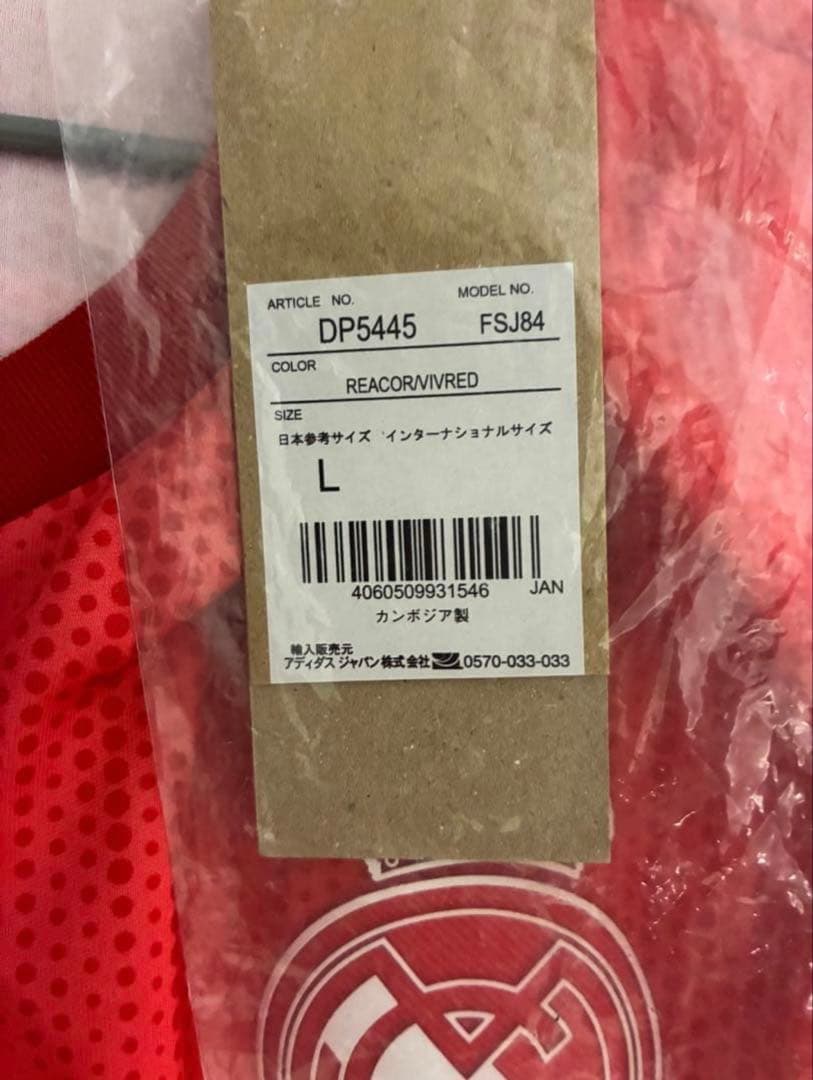 ARTICLE NO. MODEL NO.
DP5445 FSJ84
COLOR
REACOR/VIVRED
SIZE
日本参考サイズ インターナショナルサイズ
L
4060509931546 JAN
カンボジア製
輸入販売元
アディダス ジャパン株式会社 0570-033-033